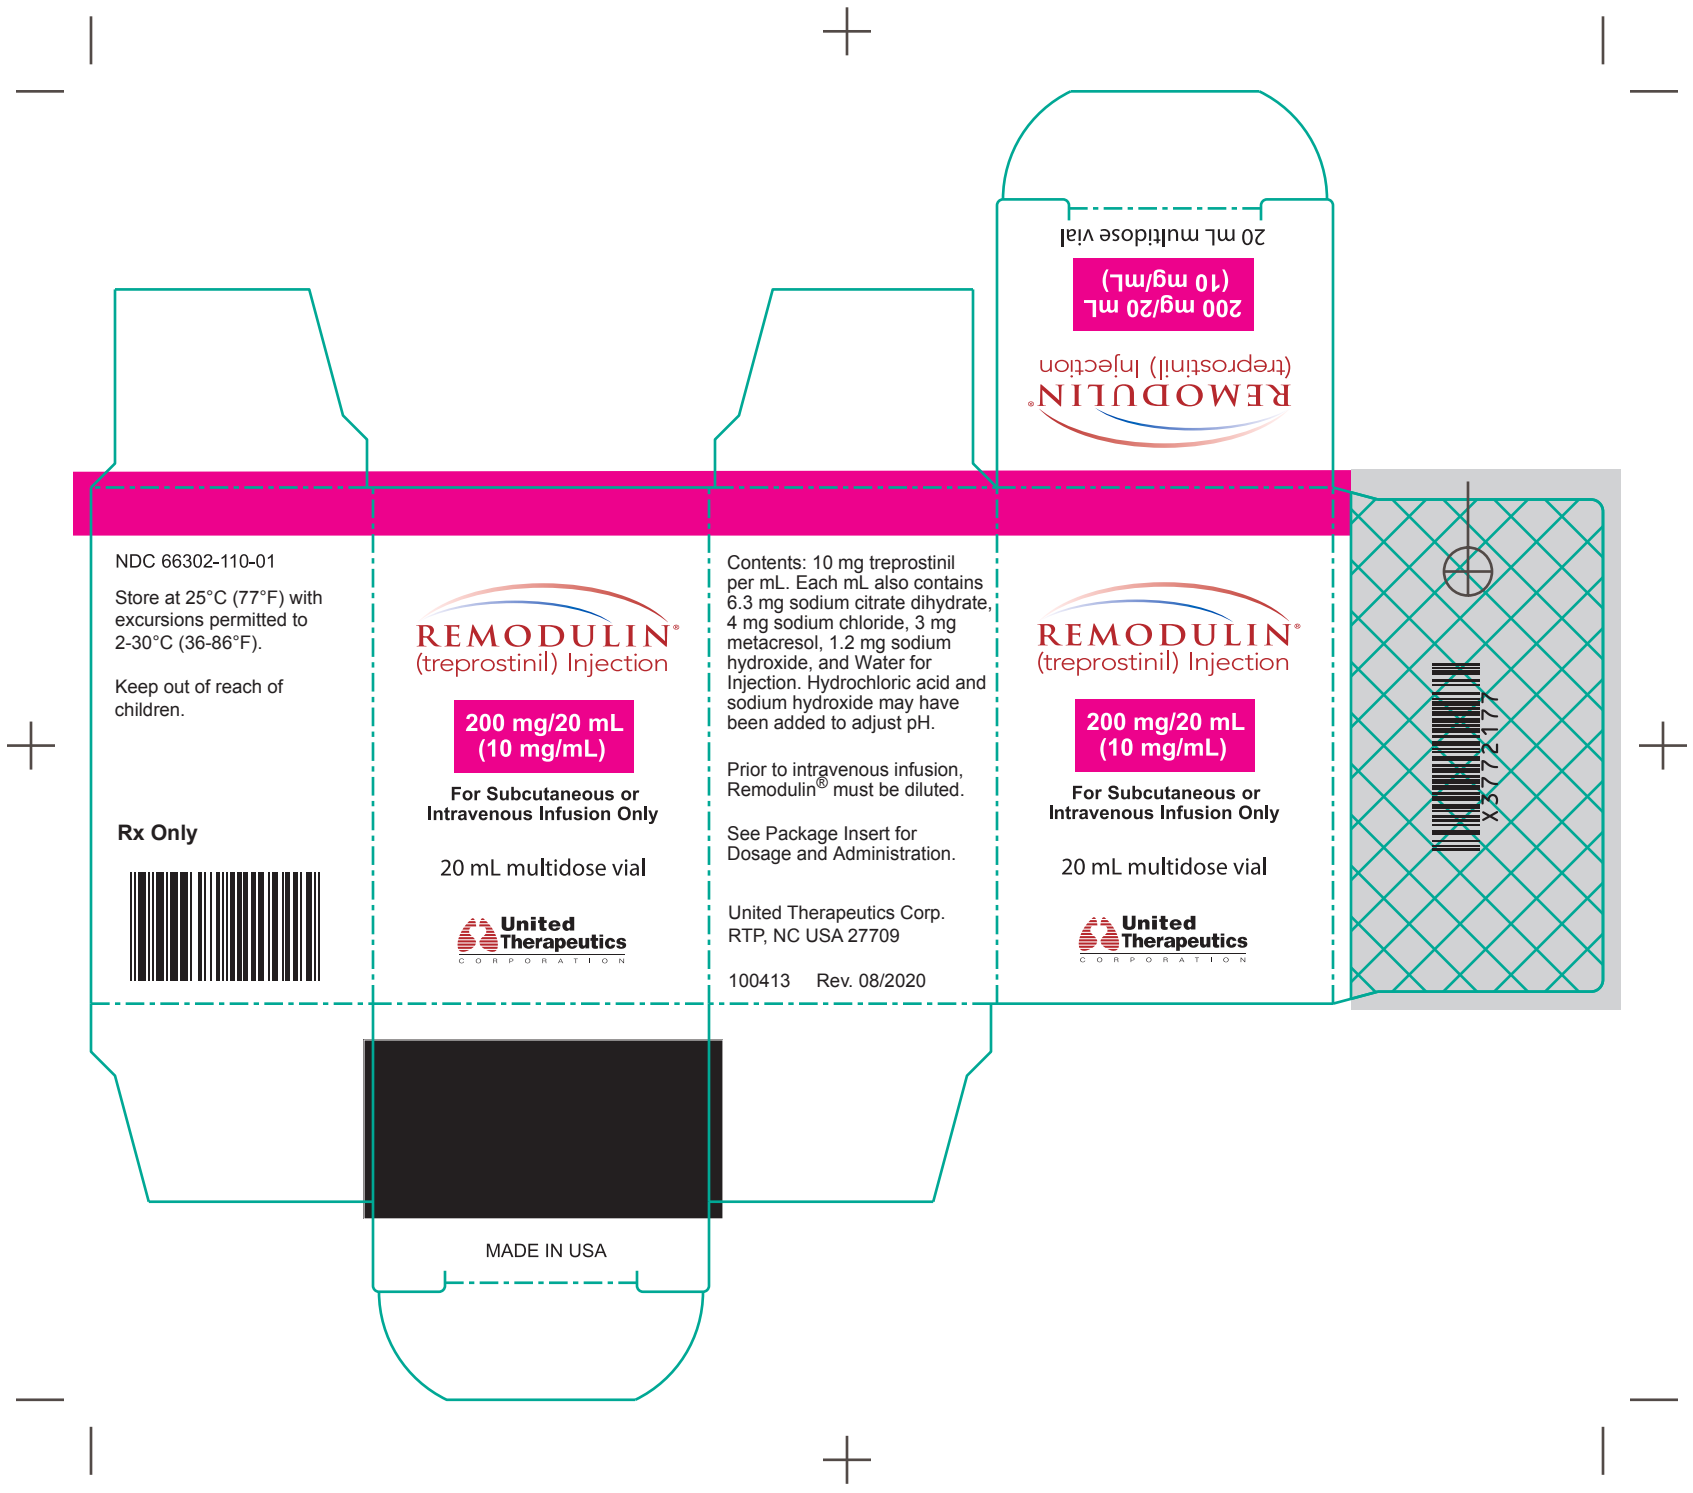 20 mL multidose vial
200 mg/20 mL
(10 mg/mL)
REMODULIN®
(treprostinil) Injection
NDC 66302-110-01
Store at 25°C (77°F) with
excursions permitted to
2-30°C (36-86°F).
Keep out of reach of
children.
Rx Only
REMODULIN®
(treprostinil) Injection
200 mg/20 mL
(10 mg/mL)
For Subcutaneous or
Intravenous Infusion Only
20 mL multidose vial
United
Therapeutics
CORPORATION
Contents: 10 mg treprostinil
per mL. Each mL also contains
6.3 mg sodium citrate dihydrate,
4 mg sodium chloride, 3 mg
metacresol, 1.2 mg sodium
hydroxide, and Water for
Injection. Hydrochloric acid and
sodium hydroxide may have
been added to adjust pH.
Prior to intravenous infusion,
Remodulin® must be diluted.
See Package Insert for
Dosage and Administration.
United Therapeutics Corp.
RTP, NC USA 27709
100413 Rev. 08/2020
REMODULIN®
(treprostinil) Injection
200 mg/20 mL
(10 mg/mL)
For Subcutaneous or
Intravenous Infusion Only
20 mL multidose vial
United
Therapeutics
CORPORATION
X3772177
MADE IN USA